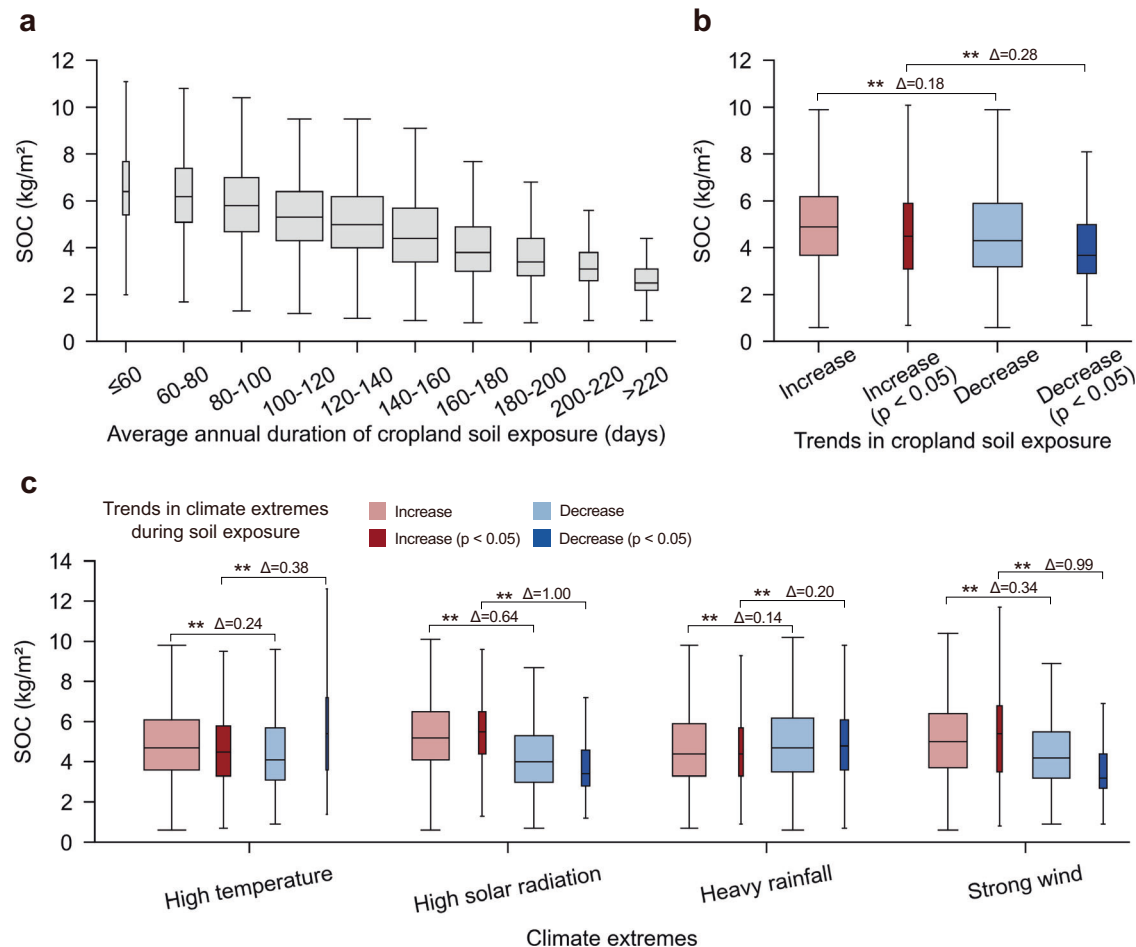 a
12
10
8
6
4
2
0
SOC (kg/m²)
≤60
60-80
80-100
100-120
120-140
140-160
160-180
180-200
200-220
>220
Average annual duration of cropland soil exposure (days)
b
12
10
8
6
4
2
0
SOC (kg/m²)
** Δ=0.28
** Δ=0.18
Increase
Increase
(p < 0.05)
Decrease
Decrease
(p < 0.05)
Trends in cropland soil exposure
c
Trends in climate extremes
during soil exposure
Increase
Decrease
Increase (p < 0.05)
Decrease (p < 0.05)
14
12
10
8
6
4
2
0
SOC (kg/m²)
** Δ=0.38
** Δ=0.24
** Δ=1.00
** Δ=0.64
** Δ=0.20
** Δ=0.14
** Δ=0.99
** Δ=0.34
High temperature
High solar radiation
Heavy rainfall
Strong wind
Climate extremes